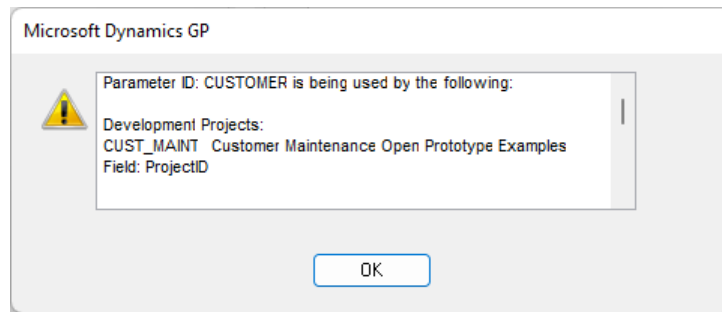 Microsoft Dynamics GP
Parameter ID: CUSTOMER is being used by the following:
Development Projects:
CUST_MAINT Customer Maintenance Open Prototype Examples
Field: ProjectID
OK